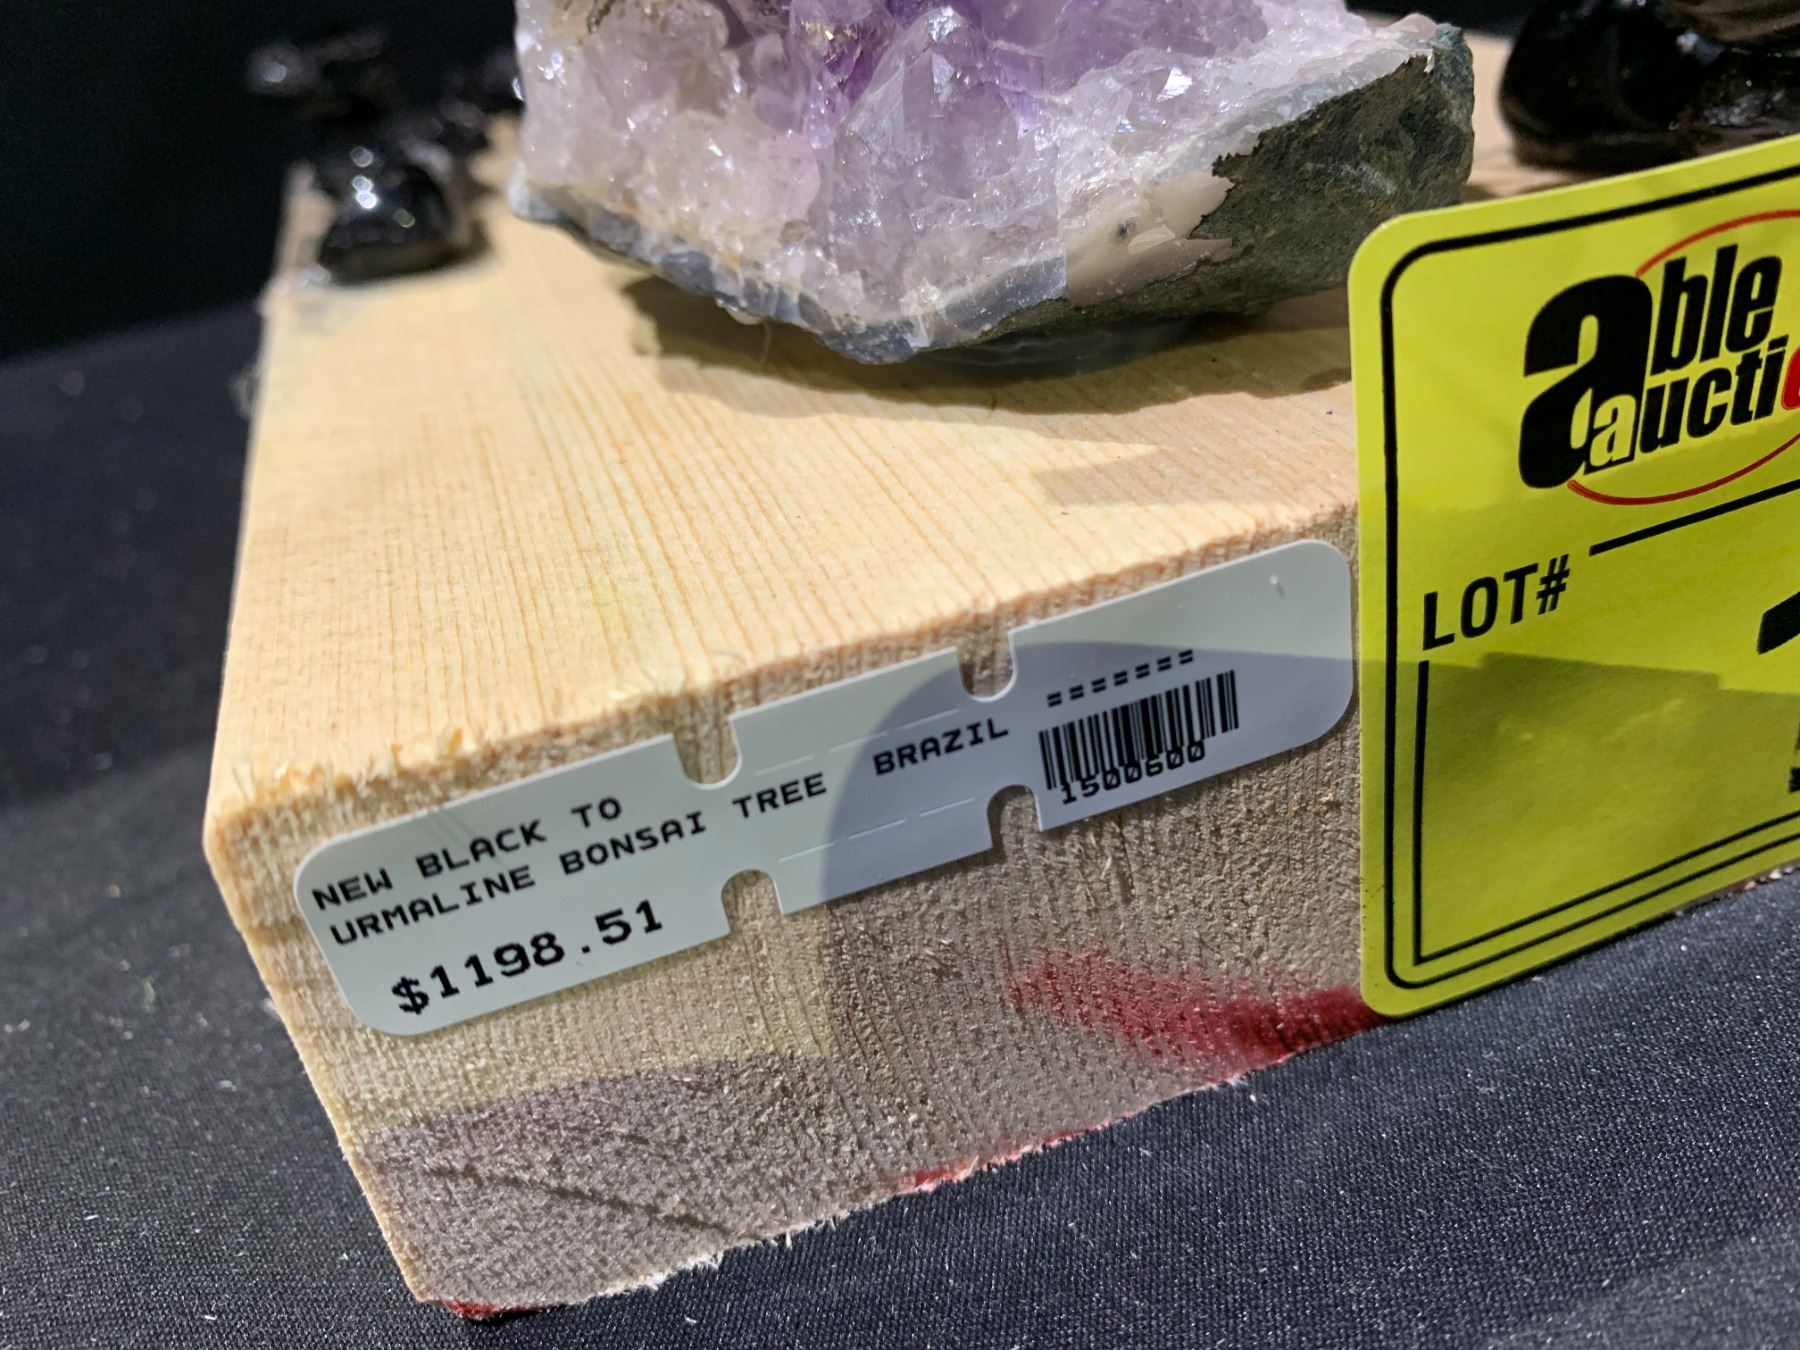 able
aucti
LOT#
NEW BLACK TO
URMALINE BONSAI TREE BRAZIL
$1198.51
=======
1500600